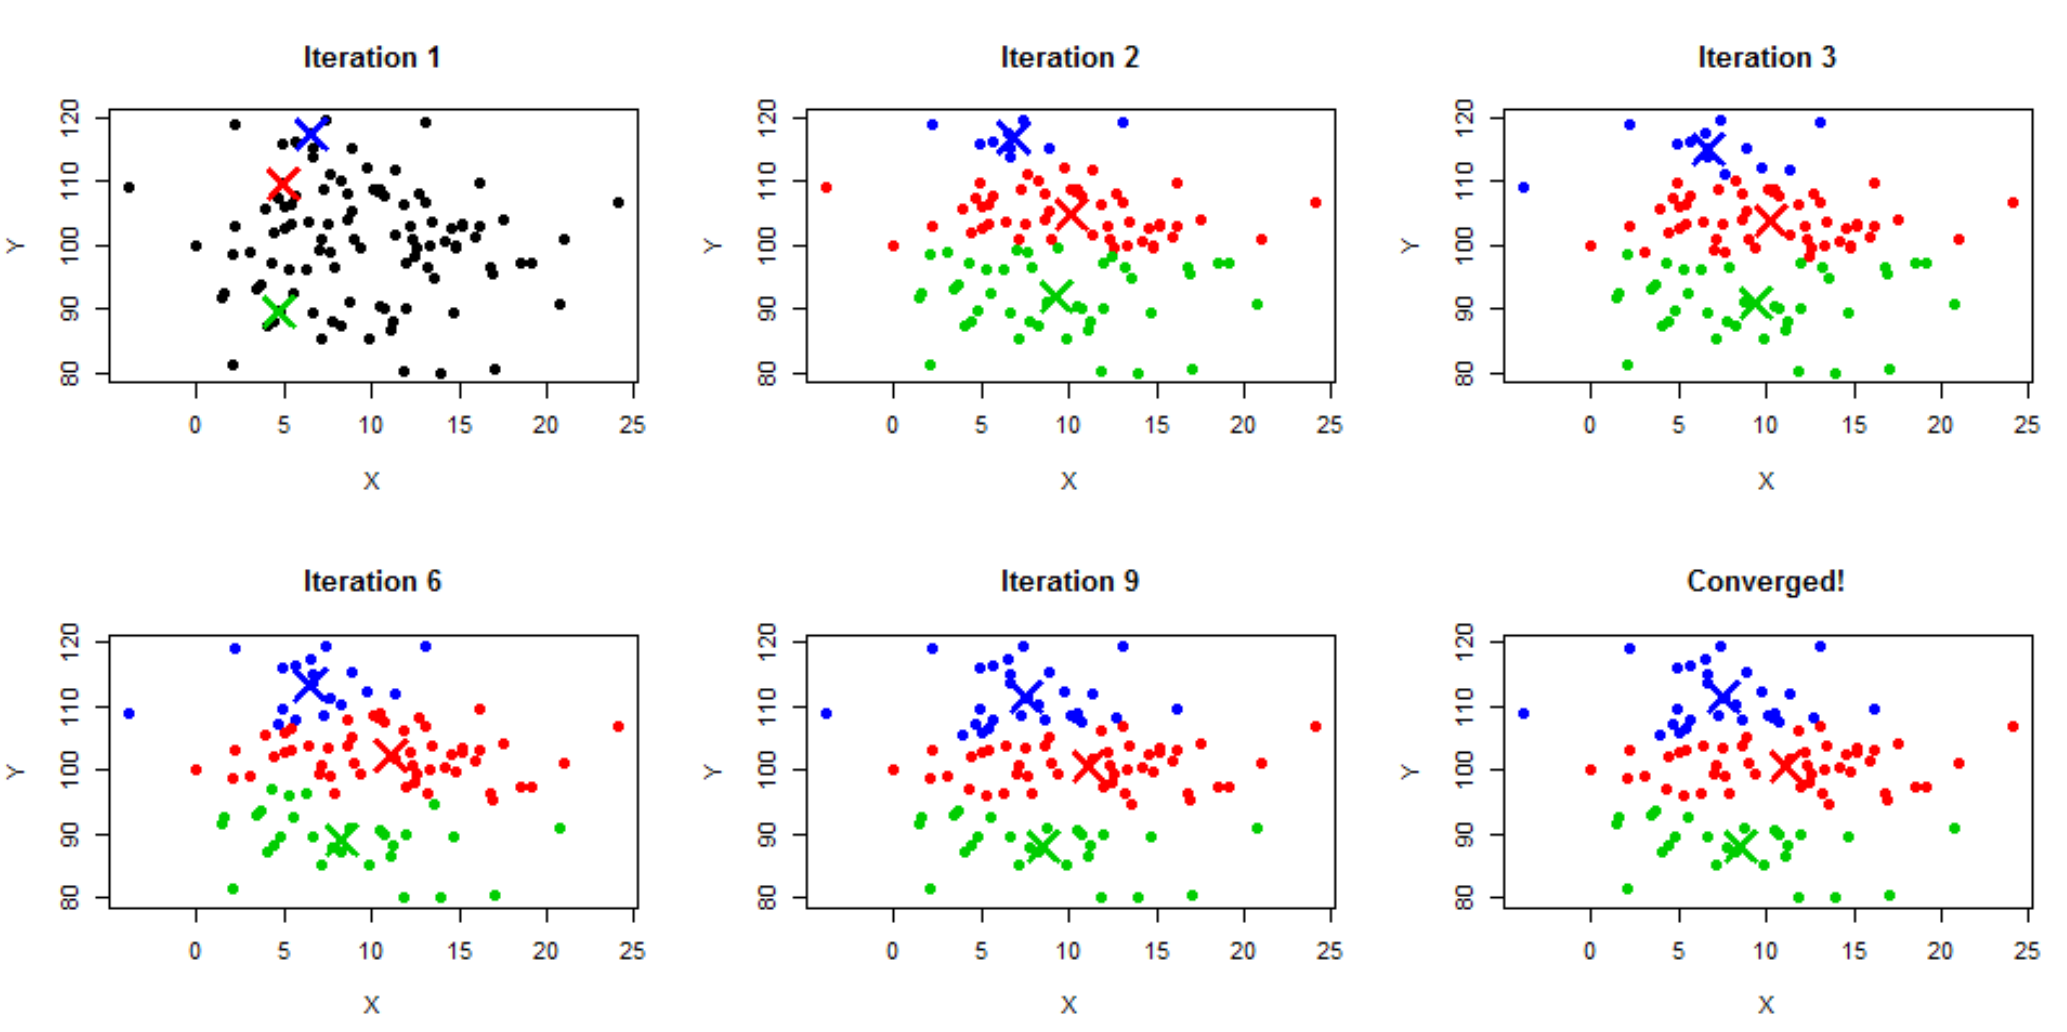 Iteration 1
120
110
100
90
80
Y
0 5 10 15 20 25
X
Iteration 2
120
110
100
90
80
Y
0 5 10 15 20 25
X
Iteration 3
120
110
100
90
80
Y
0 5 10 15 20 25
X
Iteration 6
120
110
100
90
80
Y
0 5 10 15 20 25
X
Iteration 9
120
110
100
90
80
Y
0 5 10 15 20 25
X
Converged!
120
110
100
90
80
Y
0 5 10 15 20 25
X